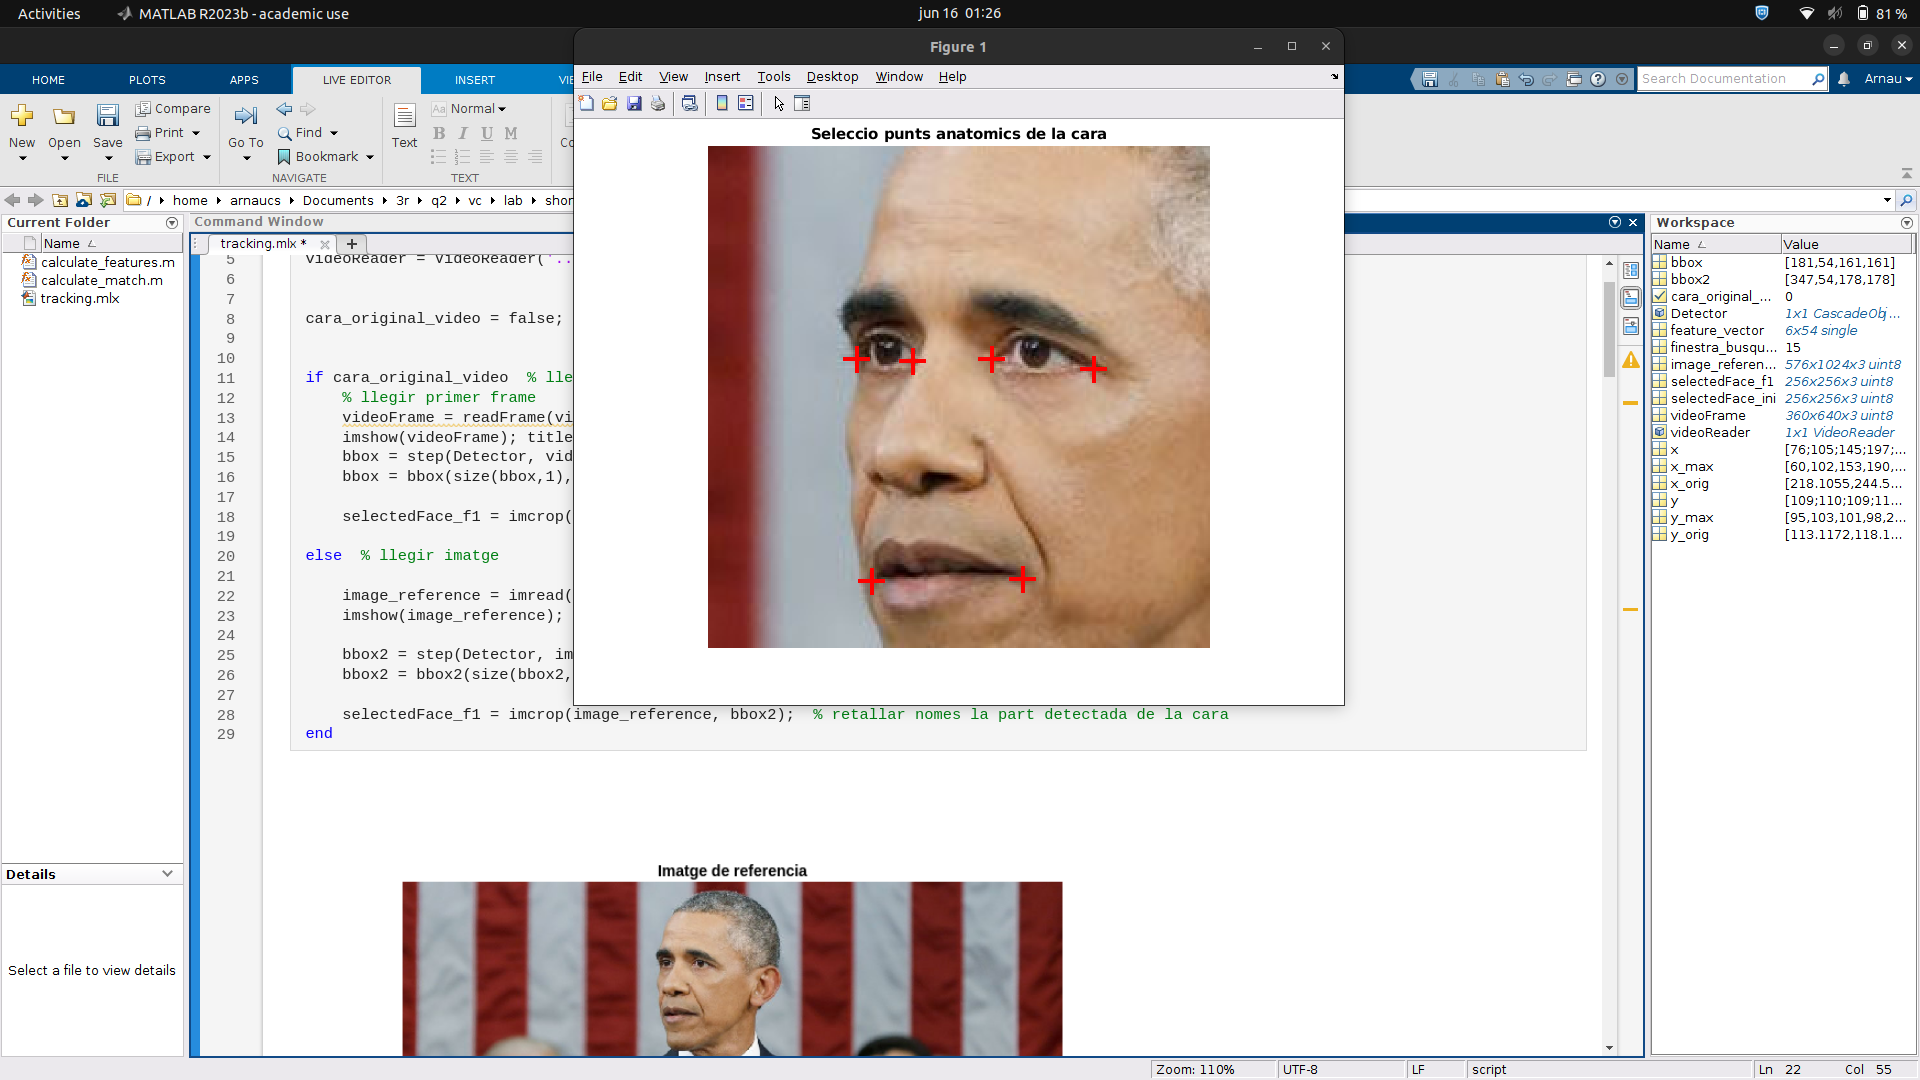 Activities
MATLAB R2023b - academic use
jun 16 01:26
81 %
Figure 1
HOME
PLOTS
APPS
LIVE EDITOR
INSERT
VIE
File Edit View Insert Tools Desktop Window Help
Search Documentation
Arnau
New
Open
Save
Compare
Print
Export
FILE
Go To
Find
Bookmark
NAVIGATE
Text
Aa Normal
B I U M
TEXT
Co
/ home arnaucs Documents 3r q2 vc lab shor
Current Folder
Name
calculate_features.m
calculate_match.m
tracking.mlx
Details
Select a file to view details
Command Window
tracking.mlx *
5 videoReader = VideoReader('..
6
7
8 cara_original_video = false;
9
10
11 if cara_original_video % lle
12 % llegir primer frame
13 videoFrame = readFrame(vi
14 imshow(videoFrame); title
15 bbox = step(Detector, vid
16 bbox = bbox(size(bbox,1),
17
18 selectedFace_f1 = imcrop(
19
20 else % llegir imatge
21
22 image_reference = imread(
23 imshow(image_reference);
24
25 bbox2 = step(Detector, im
26 bbox2 = bbox2(size(bbox2,
27
28 selectedFace_f1 = imcrop(image_reference, bbox2); % retallar nomes la part detectada de la cara
29 end
Seleccio punts anatomics de la cara
Imatge de referencia
Workspace
Name Value
bbox [181,54,161,161]
bbox2 [347,54,178,178]
cara_original_... 0
Detector 1x1 CascadeObj...
feature_vector 6x54 single
finestra_busqu... 15
image_referen... 576x1024x3 uint8
selectedFace_f1 256x256x3 uint8
selectedFace_ini 256x256x3 uint8
videoFrame 360x640x3 uint8
videoReader 1x1 VideoReader
x [76;105;145;197;...
x_max [60,102,153,190,...
x_orig [218.1055,244.5...
y [109;110;109;11...
y_max [95,103,101,98,2...
y_orig [113.1172,118.1...
Zoom: 110% UTF-8 LF script Ln 22 Col 55